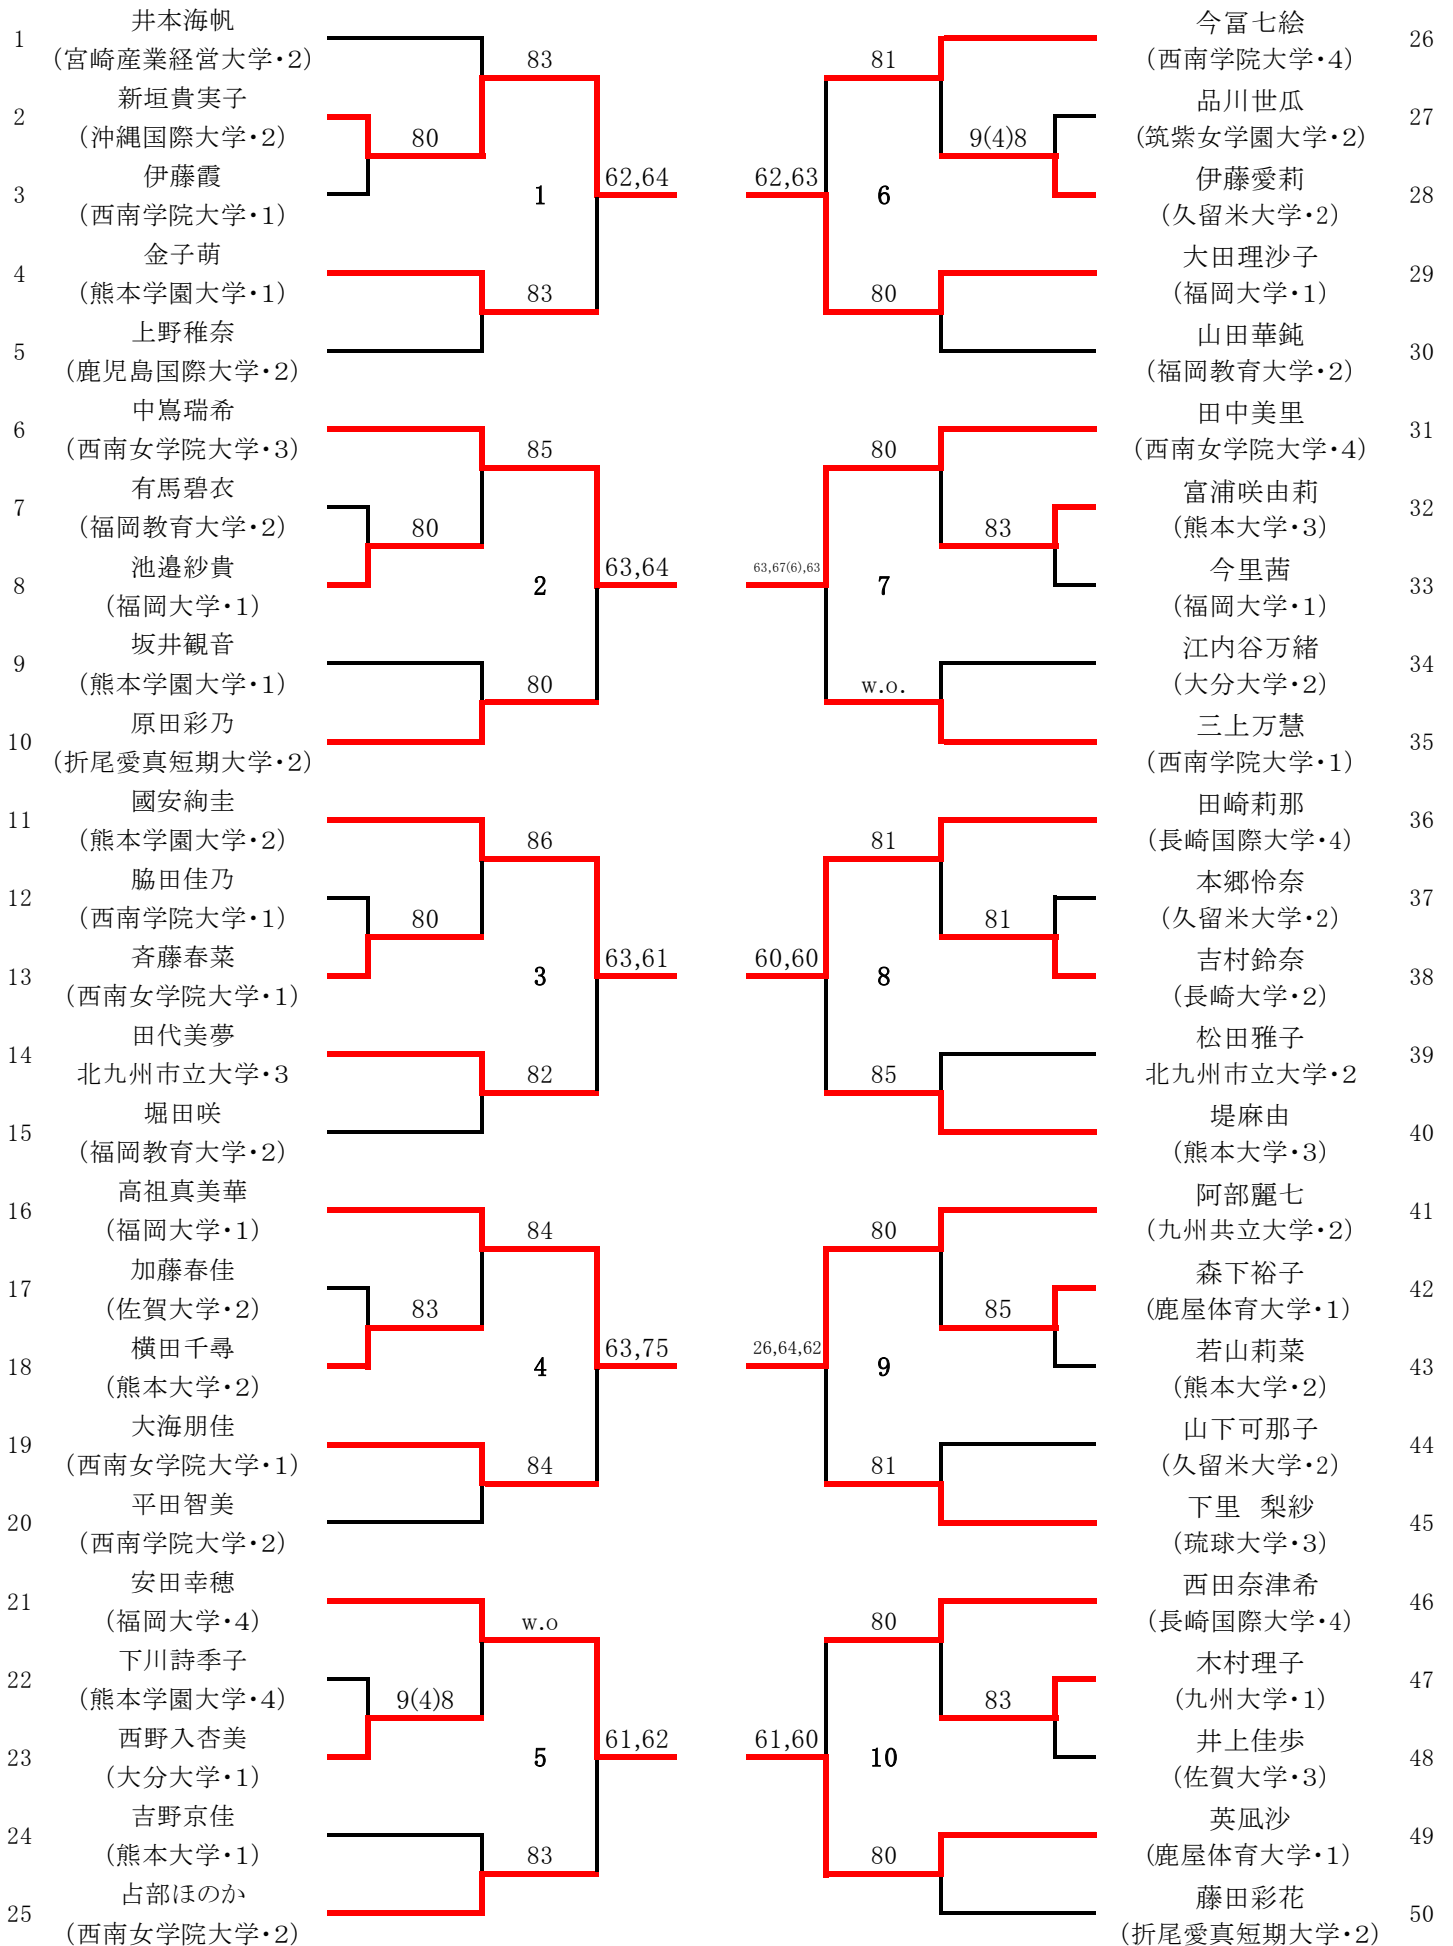 1
井本海帆
(宮崎産業経営大学・2)
83
2
新垣貴実子
(沖縄国際大学・2)
80
3
伊藤霞
(西南学院大学・1)
1
62,64
4
金子萌
(熊本学園大学・1)
83
5
上野稚奈
(鹿児島国際大学・2)
6
中嶌瑞希
(西南女学院大学・3)
85
7
有馬碧衣
(福岡教育大学・2)
80
8
池邉紗貴
(福岡大学・1)
2
63,64
9
坂井観音
(熊本学園大学・1)
80
10
原田彩乃
(折尾愛真短期大学・2)
11
國安絢圭
(熊本学園大学・2)
86
12
脇田佳乃
(西南学院大学・1)
80
13
斉藤春菜
(西南女学院大学・1)
3
63,61
14
田代美夢
北九州市立大学・3
82
15
堀田咲
(福岡教育大学・2)
16
高祖真美華
(福岡大学・1)
84
17
加藤春佳
(佐賀大学・2)
83
18
横田千尋
(熊本大学・2)
4
63,75
19
大海朋佳
(西南女学院大学・1)
84
20
平田智美
(西南学院大学・2)
21
安田幸穂
(福岡大学・4)
w.o
22
下川詩季子
(熊本学園大学・4)
9(4)8
23
西野入杏美
(大分大学・1)
5
61,62
24
吉野京佳
(熊本大学・1)
83
25
占部ほのか
(西南女学院大学・2)
今冨七絵
26
(西南学院大学・4)
81
品川世瓜
27
(筑紫女学園大学・2)
9(4)8
伊藤愛莉
28
(久留米大学・2)
62,63
6
大田理沙子
29
(福岡大学・1)
80
山田華鈍
30
(福岡教育大学・2)
田中美里
31
(西南女学院大学・4)
80
富浦咲由莉
32
(熊本大学・3)
83
今里茜
33
(福岡大学・1)
63,67(6),63
7
江内谷万緒
34
(大分大学・2)
w.o.
三上万慧
35
(西南学院大学・1)
田崎莉那
36
(長崎国際大学・4)
81
本郷怜奈
37
(久留米大学・2)
81
吉村鈴奈
38
(長崎大学・2)
60,60
8
松田雅子
39
北九州市立大学・2
85
堤麻由
40
(熊本大学・3)
阿部麗七
41
(九州共立大学・2)
80
森下裕子
42
(鹿屋体育大学・1)
85
若山莉菜
43
(熊本大学・2)
26,64,62
9
山下可那子
44
(久留米大学・2)
81
下里 梨紗
45
(琉球大学・3)
西田奈津希
46
(長崎国際大学・4)
80
木村理子
47
(九州大学・1)
83
井上佳歩
48
(佐賀大学・3)
61,60
10
英凪沙
49
(鹿屋体育大学・1)
80
藤田彩花
50
(折尾愛真短期大学・2)